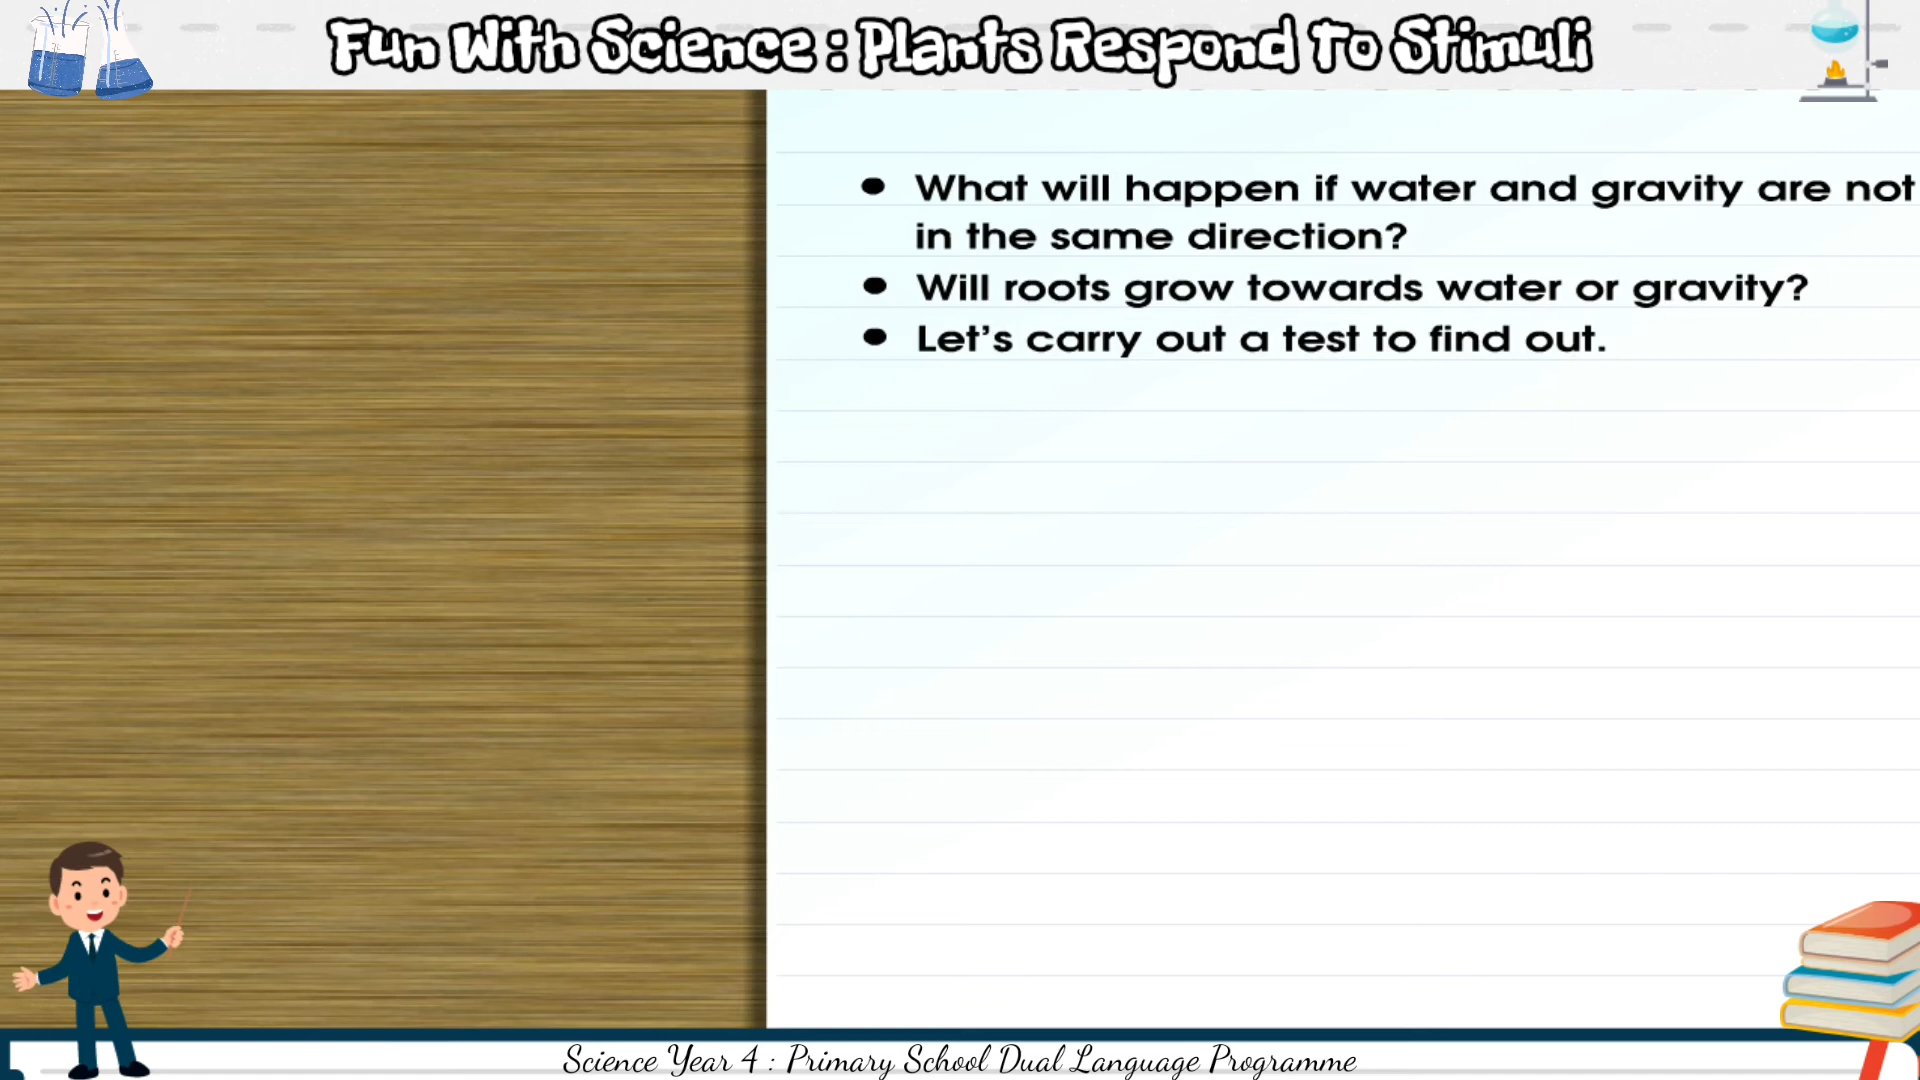 Fun With Science : Plants Respond To Stimuli
• What will happen if water and gravity are not
in the same direction?
• Will roots grow towards water or gravity?
• Let’s carry out a test to find out.
Science Year 4 : Primary School Dual Language Programme